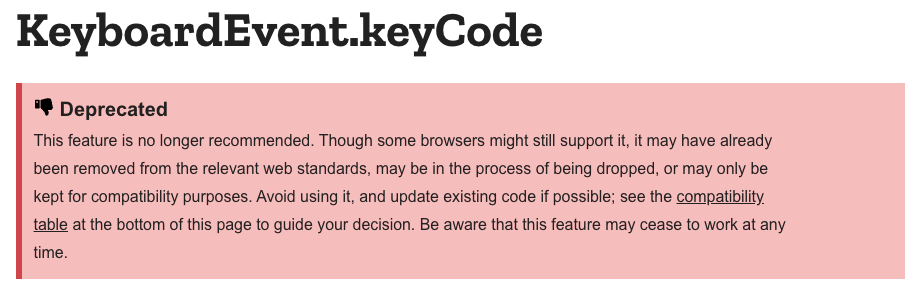 KeyboardEvent.keyCode
Deprecated
This feature is no longer recommended. Though some browsers might still support it, it may have already
been removed from the relevant web standards, may be in the process of being dropped, or may only be
kept for compatibility purposes. Avoid using it, and update existing code if possible; see the compatibility
table at the bottom of this page to guide your decision. Be aware that this feature may cease to work at any
time.